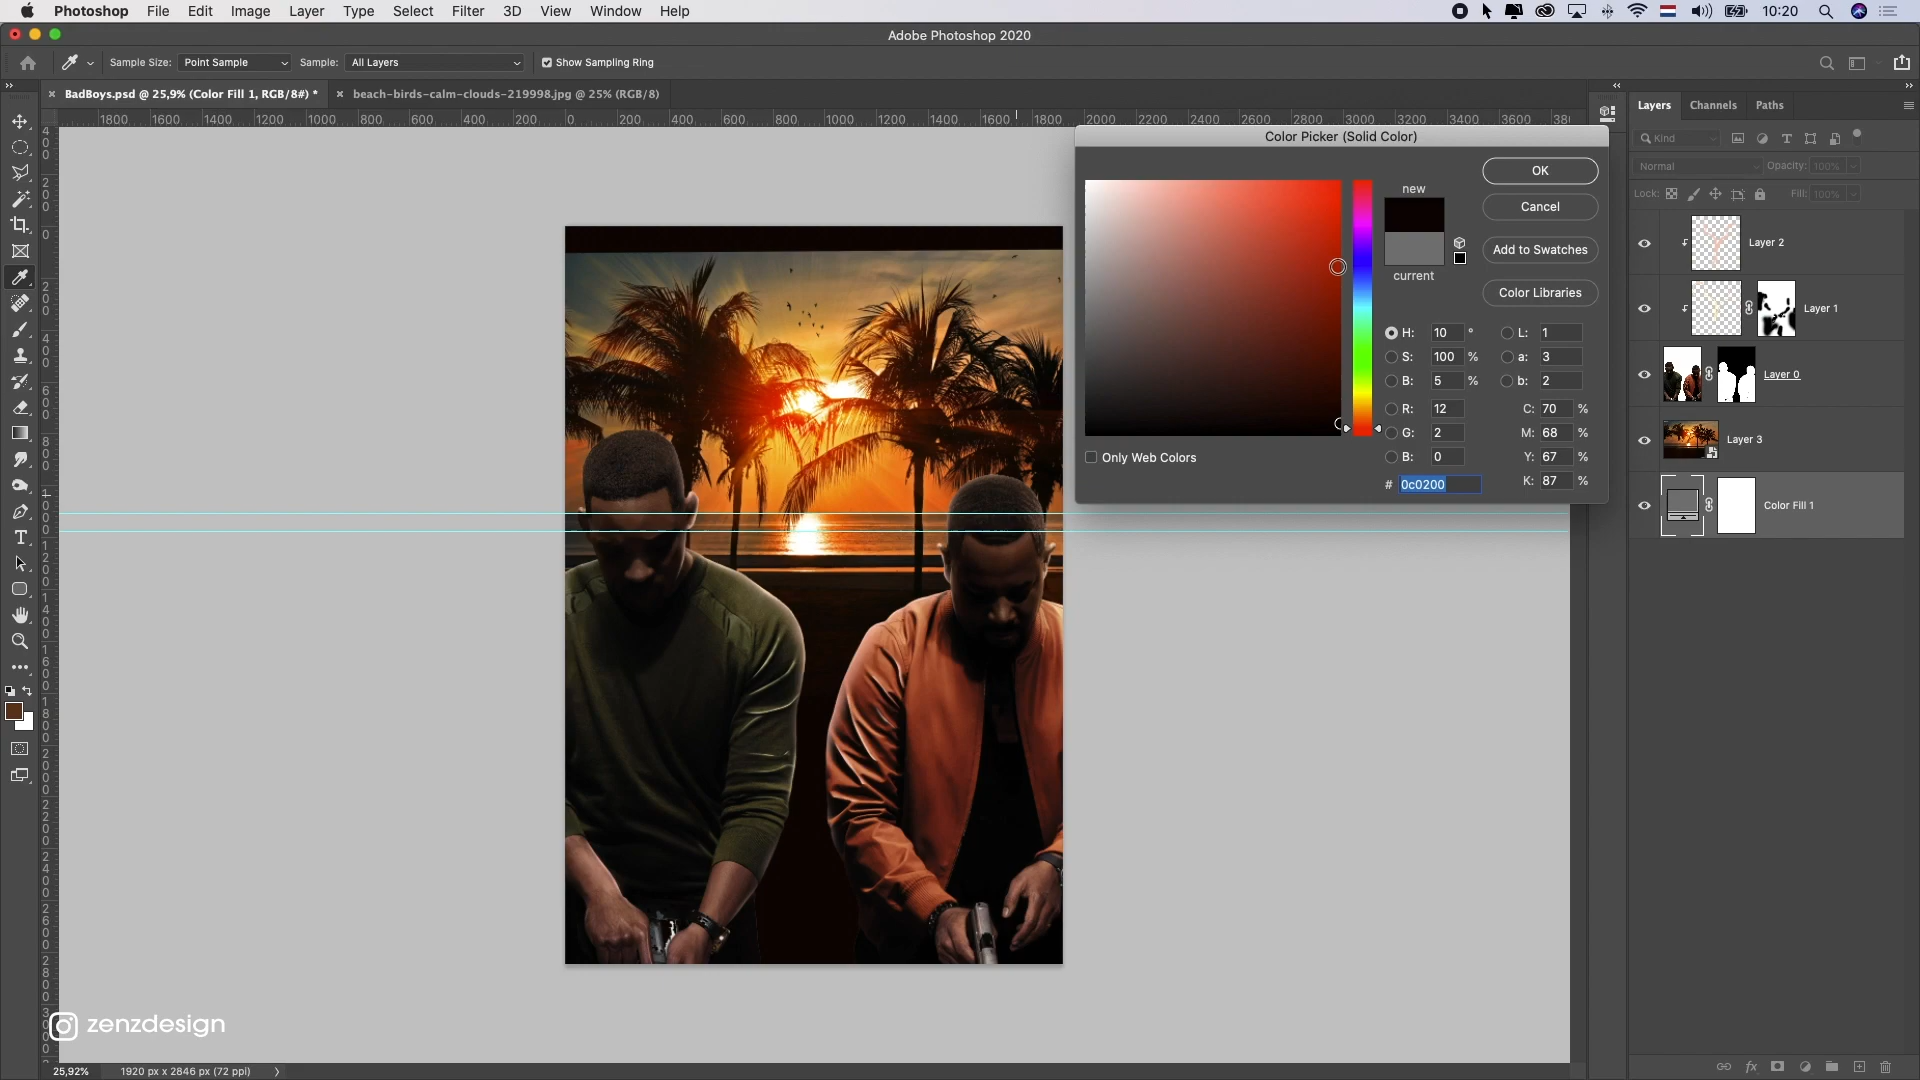 Photoshop File Edit Image Layer Type Select Filter 3D View Window Help 10:20
Adobe Photoshop 2020
Sample Size: Point Sample Sample: All Layers Show Sampling Ring
BadBoys.psd @ 25,9% (Color Fill 1, RGB/8#) * beach-birds-calm-clouds-219998.jpg @ 25% (RGB/8)
Layers Channels Paths
1800 1600 1400 1200 1000 800 600 400 200 0 200 400 600 800 1000 1200 1400 1600 1800 2000 2200 2400 2600 2800 3000 3200 3400 3600
Color Picker (Solid Color)
Kind
Normal Opacity: 100%
Lock: Fill: 100%
OK
new
Cancel
Add to Swatches
current
Color Libraries
H: 10 ° L: 1
S: 100 % a: 3
B: 5 % b: 2
R: 12 C: 70 %
G: 2 M: 68 %
B: 0 Y: 67 %
# 0c0200 K: 87 %
Only Web Colors
Layer 2
Layer 1
Layer 0
Layer 3
Color Fill 1
zenzdesign
25,92% 1920 px x 2846 px (72 ppi)